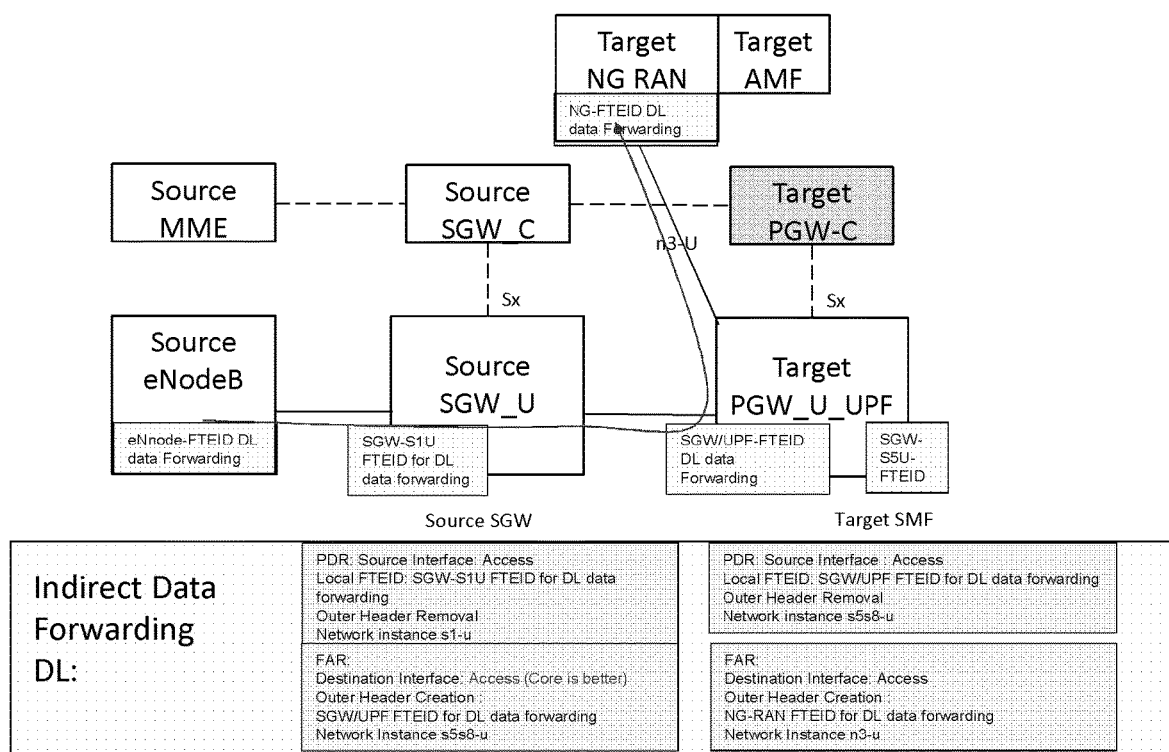 Target
NG RAN
Target
AMF
NG-FTEID DL
data Forwarding
Source
MME
Source
SGW_C
Target
PGW-C
n3-U
Sx
Sx
Source
eNodeB
Source
SGW_U
Target
PGW_U_UPF
eNnode-FTEID DL
data Forwarding
SGW-S1U
FTEID for DL
data forwarding
SGW/UPF-FTEID
DL data
Forwarding
SGW-
S5U-
FTEID
Source SGW
Target SMF
Indirect Data
Forwarding
DL:
PDR: Source Interface: Access
Local FTEID: SGW-S1U FTEID for DL data
forwarding
Outer Header Removal
Network instance s1-u
FAR:
Destination Interface: Access (Core is better)
Outer Header Creation :
SGW/UPF FTEID for DL data forwarding
Network Instance s5s8-u
PDR: Source Interface : Access
Local FTEID: SGW/UPF FTEID for DL data forwarding
Outer Header Removal
Network instance s5s8-u
FAR:
Destination Interface: Access
Outer Header Creation :
NG-RAN FTEID for DL data forwarding
Network Instance n3-u